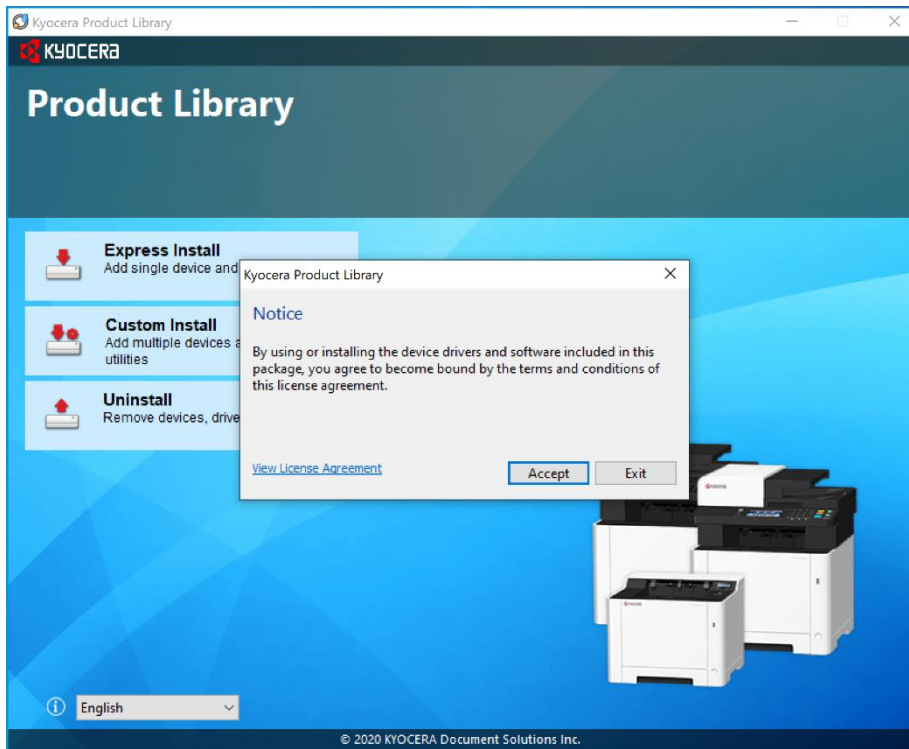 Kyocera Product Library
KYOCERA
Product Library
Express Install
Add single device and
Custom Install
Add multiple devices a
utilities
Uninstall
Remove devices, drive
Kyocera Product Library
Notice
By using or installing the device drivers and software included in this
package, you agree to become bound by the terms and conditions of
this license agreement.
View License Agreement
Accept
Exit
KYOCERA
KYOCERA
English
© 2020 KYOCERA Document Solutions Inc.